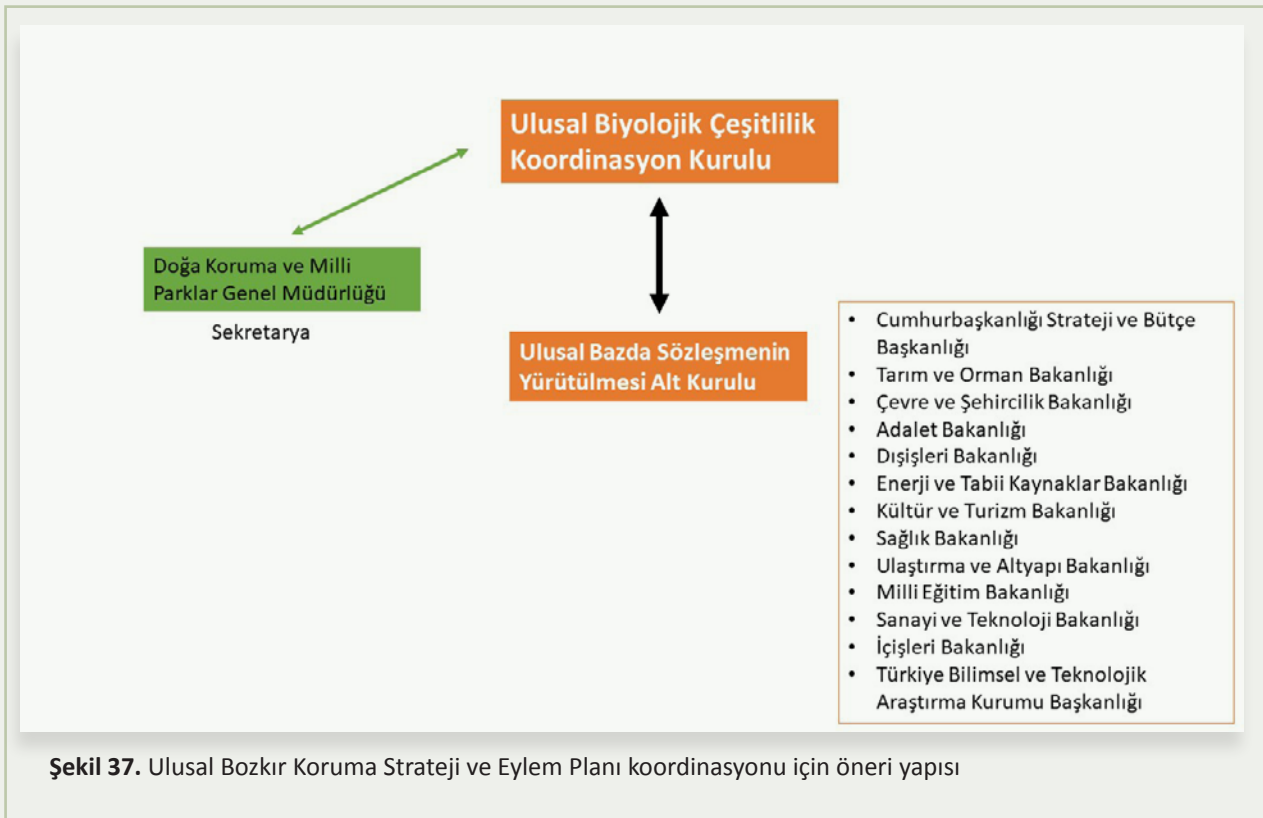 Ulusal Biyolojik Çeşitlilik
Koordinasyon Kurulu
Doğa Koruma ve Milli
Parklar Genel Müdürlüğü
Sekretarya
Ulusal Bazda Sözleşmenin
Yürütülmesi Alt Kurulu
• Cumhurbaşkanlığı Strateji ve Bütçe
Başkanlığı
• Tarım ve Orman Bakanlığı
• Çevre ve Şehircilik Bakanlığı
• Adalet Bakanlığı
• Dışişleri Bakanlığı
• Enerji ve Tabii Kaynaklar Bakanlığı
• Kültür ve Turizm Bakanlığı
• Sağlık Bakanlığı
• Ulaştırma ve Altyapı Bakanlığı
• Milli Eğitim Bakanlığı
• Sanayi ve Teknoloji Bakanlığı
• İçişleri Bakanlığı
• Türkiye Bilimsel ve Teknolojik
Araştırma Kurumu Başkanlığı
Şekil 37. Ulusal Bozkır Koruma Strateji ve Eylem Planı koordinasyonu için öneri yapısı